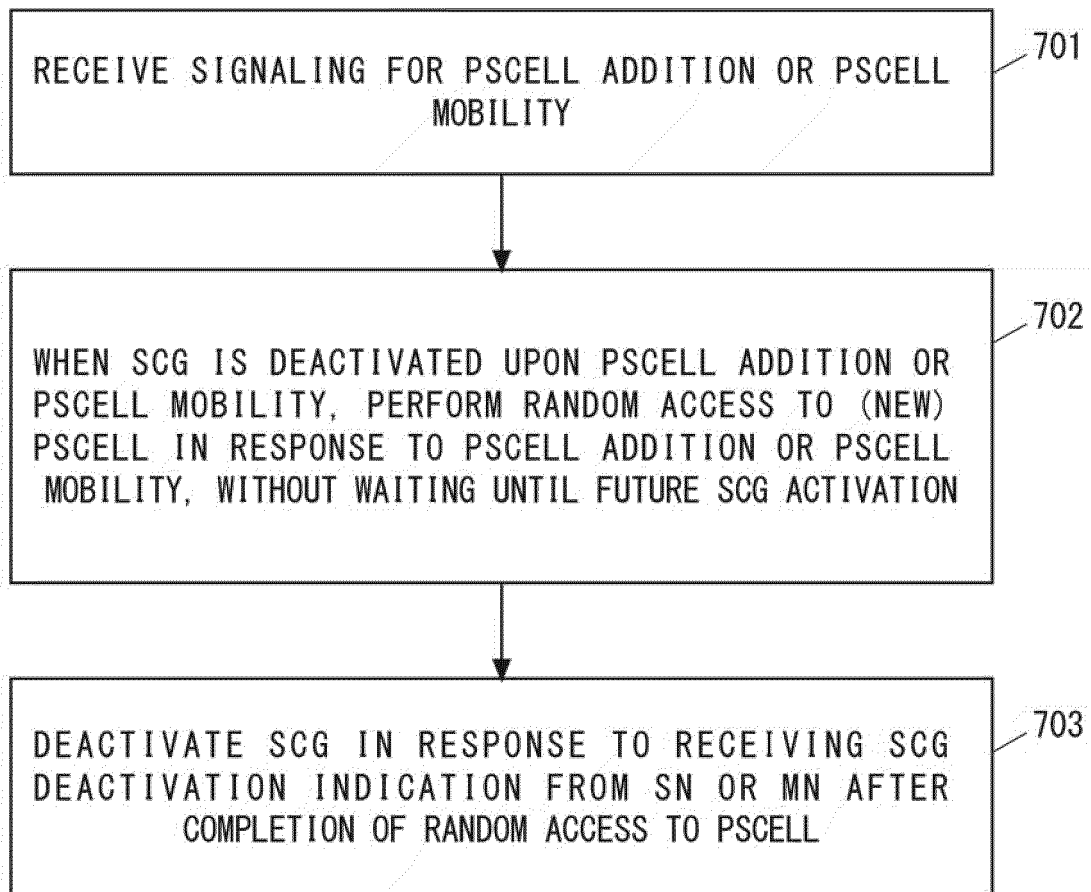 RECEIVE SIGNALING FOR PSCELL ADDITION OR PSCELL
MOBILITY
701
WHEN SCG IS DEACTIVATED UPON PSCELL ADDITION OR
PSCELL MOBILITY, PERFORM RANDOM ACCESS TO (NEW)
PSCELL IN RESPONSE TO PSCELL ADDITION OR PSCELL
MOBILITY, WITHOUT WAITING UNTIL FUTURE SCG ACTIVATION
702
DEACTIVATE SCG IN RESPONSE TO RECEIVING SCG
DEACTIVATION INDICATION FROM SN OR MN AFTER
COMPLETION OF RANDOM ACCESS TO PSCELL
703